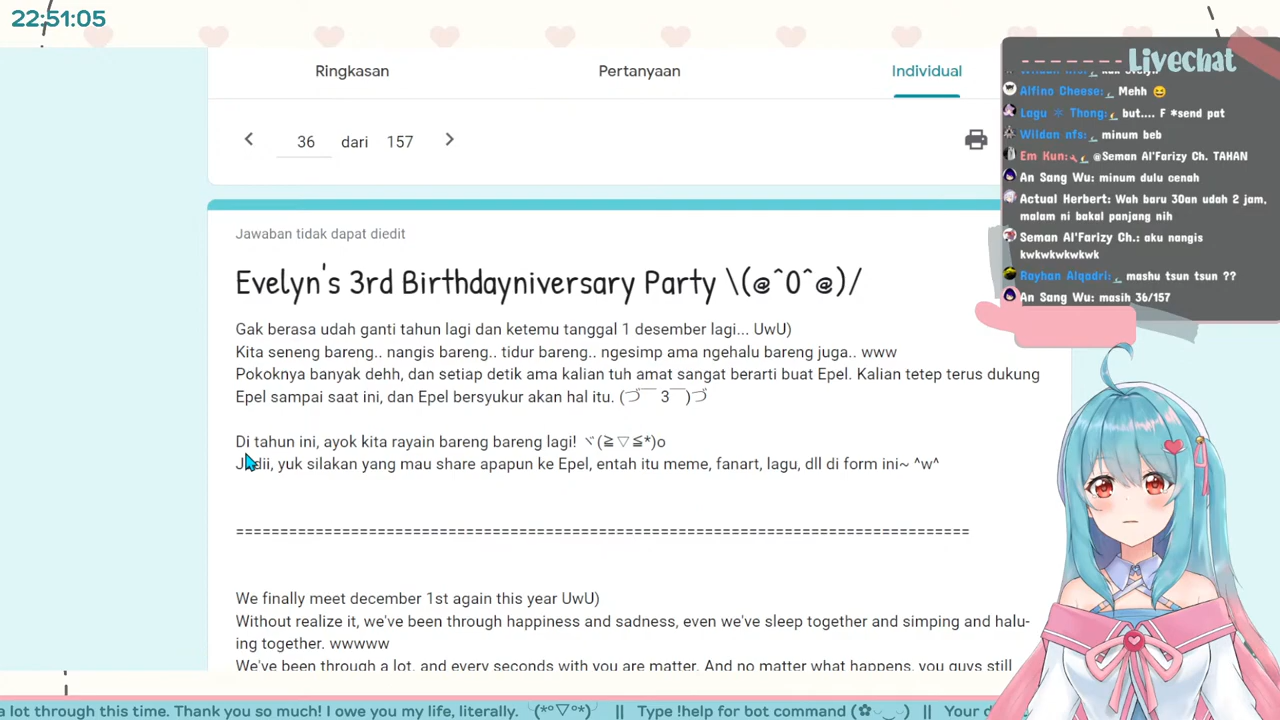 22:51:05
Ringkasan
Pertanyaan
Individual
36 dari 157
Jawaban tidak dapat diedit
Evelyn's 3rd Birthdayniversary Party \(@^0^@)/
Gak berasa udah ganti tahun lagi dan ketemu tanggal 1 desember lagi... UwU)
Kita seneng bareng.. nangis bareng.. tidur bareng.. ngesimp ama ngehalu bareng juga.. www
Pokoknya banyak dehh, dan setiap detik ama kalian tuh amat sangat berarti buat Epel. Kalian tetep terus dukung
Epel sampai saat ini, dan Epel bersyukur akan hal itu. (づ￣ 3￣)づ
Di tahun ini, ayok kita rayain bareng bareng lagi! ヾ(≧▽≦*)o
yuk silakan yang mau share apapun ke Epel, entah itu meme, fanart, lagu, dll di form ini~ ^w^
=====================================================================
We finally meet december 1st again this year UwU)
Without realize it, we've been through happiness and sadness, even we've sleep together and simping and halu-
ing together. wwwww
We've been through a lot, and every seconds with you are matter. And no matter what happens, you guys still
Livechat
Alfino Cheese: Mehh 😆
Lagu ✲ Thong: but.... F *send pat
Wildan nfs: minum beb
Em Kun: @Seman Al'Farizy Ch. TAHAN
An Sang Wu: minum dulu cenah
Actual Herbert: Wah baru 30an udah 2 jam,
malam ni bakal panjang nih
Seman Al'Farizy Ch.: aku nangis
kwkwkwkwkwk
Rayhan Alqadri: mashu tsun tsun ??
An Sang Wu: masih 36/157
a lot through this time. Thank you so much! I owe you my life, literally. (*°▽°*) || Type !help for bot command (✿◡‿◡) || Your d